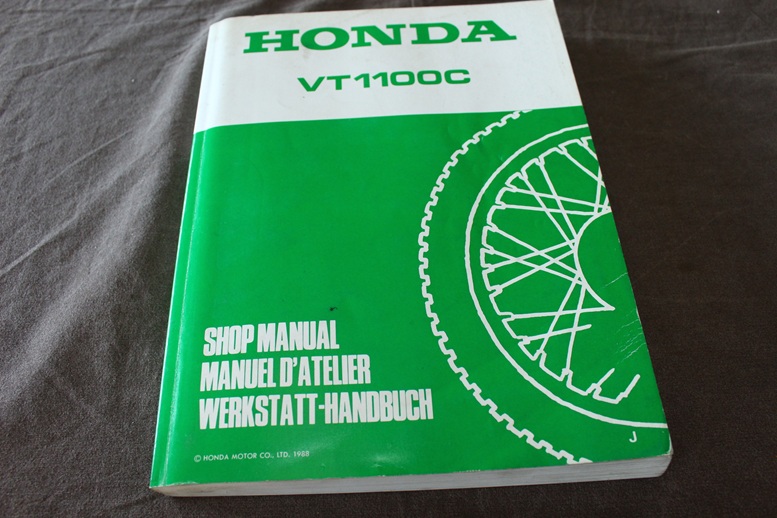 HONDA
VT1100C
SHOP MANUAL
MANUEL D'ATELIER
WERKSTATT-HANDBUCH
© HONDA MOTOR CO., LTD. 1988
J